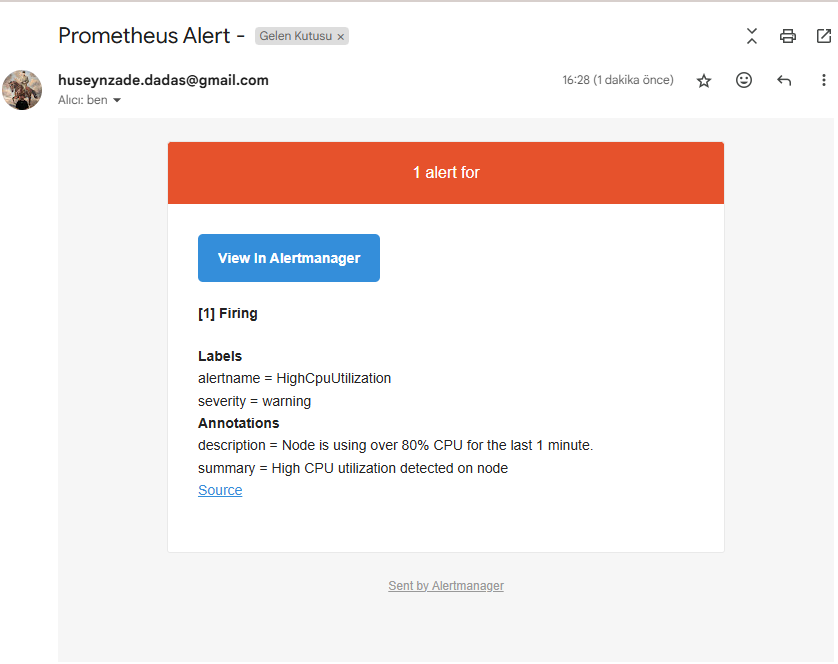 Prometheus Alert - Gelen Kutusu ×
huseynzade.dadas@gmail.com
16:28 (1 dakika önce)
Alıcı: ben
1 alert for
View In Alertmanager
[1] Firing
Labels
alertname = HighCpuUtilization
severity = warning
Annotations
description = Node is using over 80% CPU for the last 1 minute.
summary = High CPU utilization detected on node
Source
Sent by Alertmanager